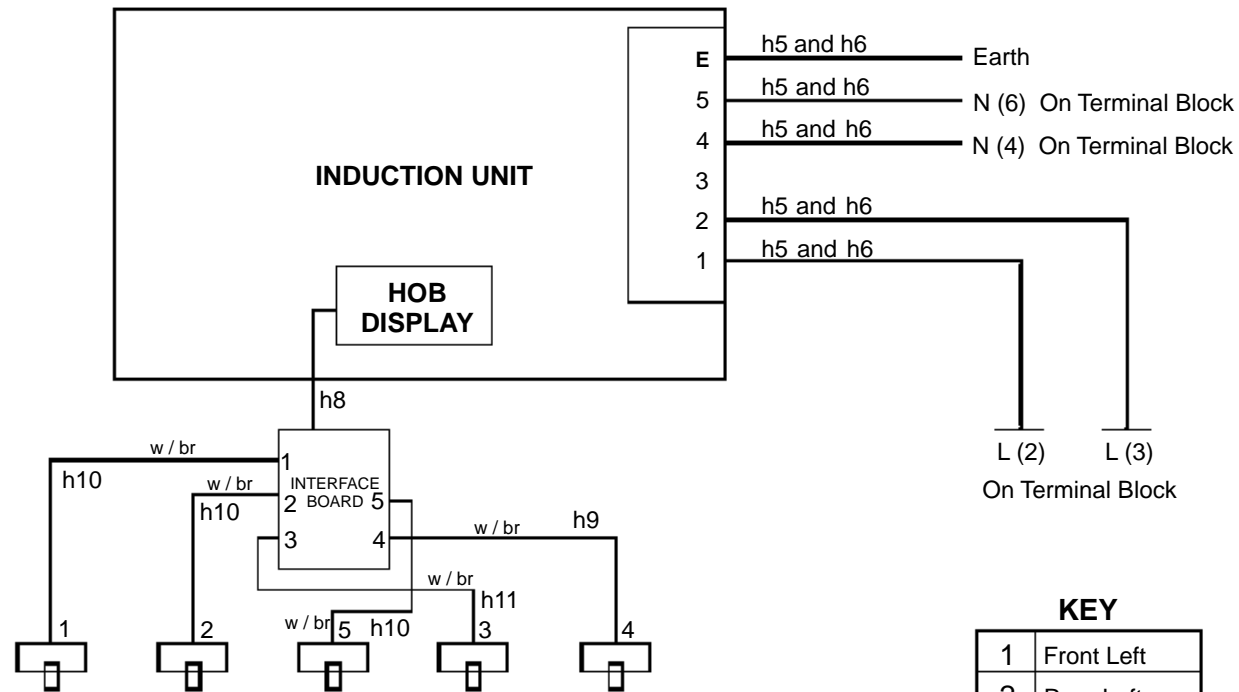 E
h5 and h6
Earth
5
h5 and h6
N (6) On Terminal Block
4
h5 and h6
N (4) On Terminal Block
INDUCTION UNIT
3
2
h5 and h6
1
h5 and h6
HOB
DISPLAY
h8
L (2)
L (3)
On Terminal Block
w / br
h10
1
w / br
h10
2
INTERFACE
BOARD
5
3
4
w / br
h9
w / br
h11
w / br
h10
1
2
5
3
4
KEY
1 Front Left